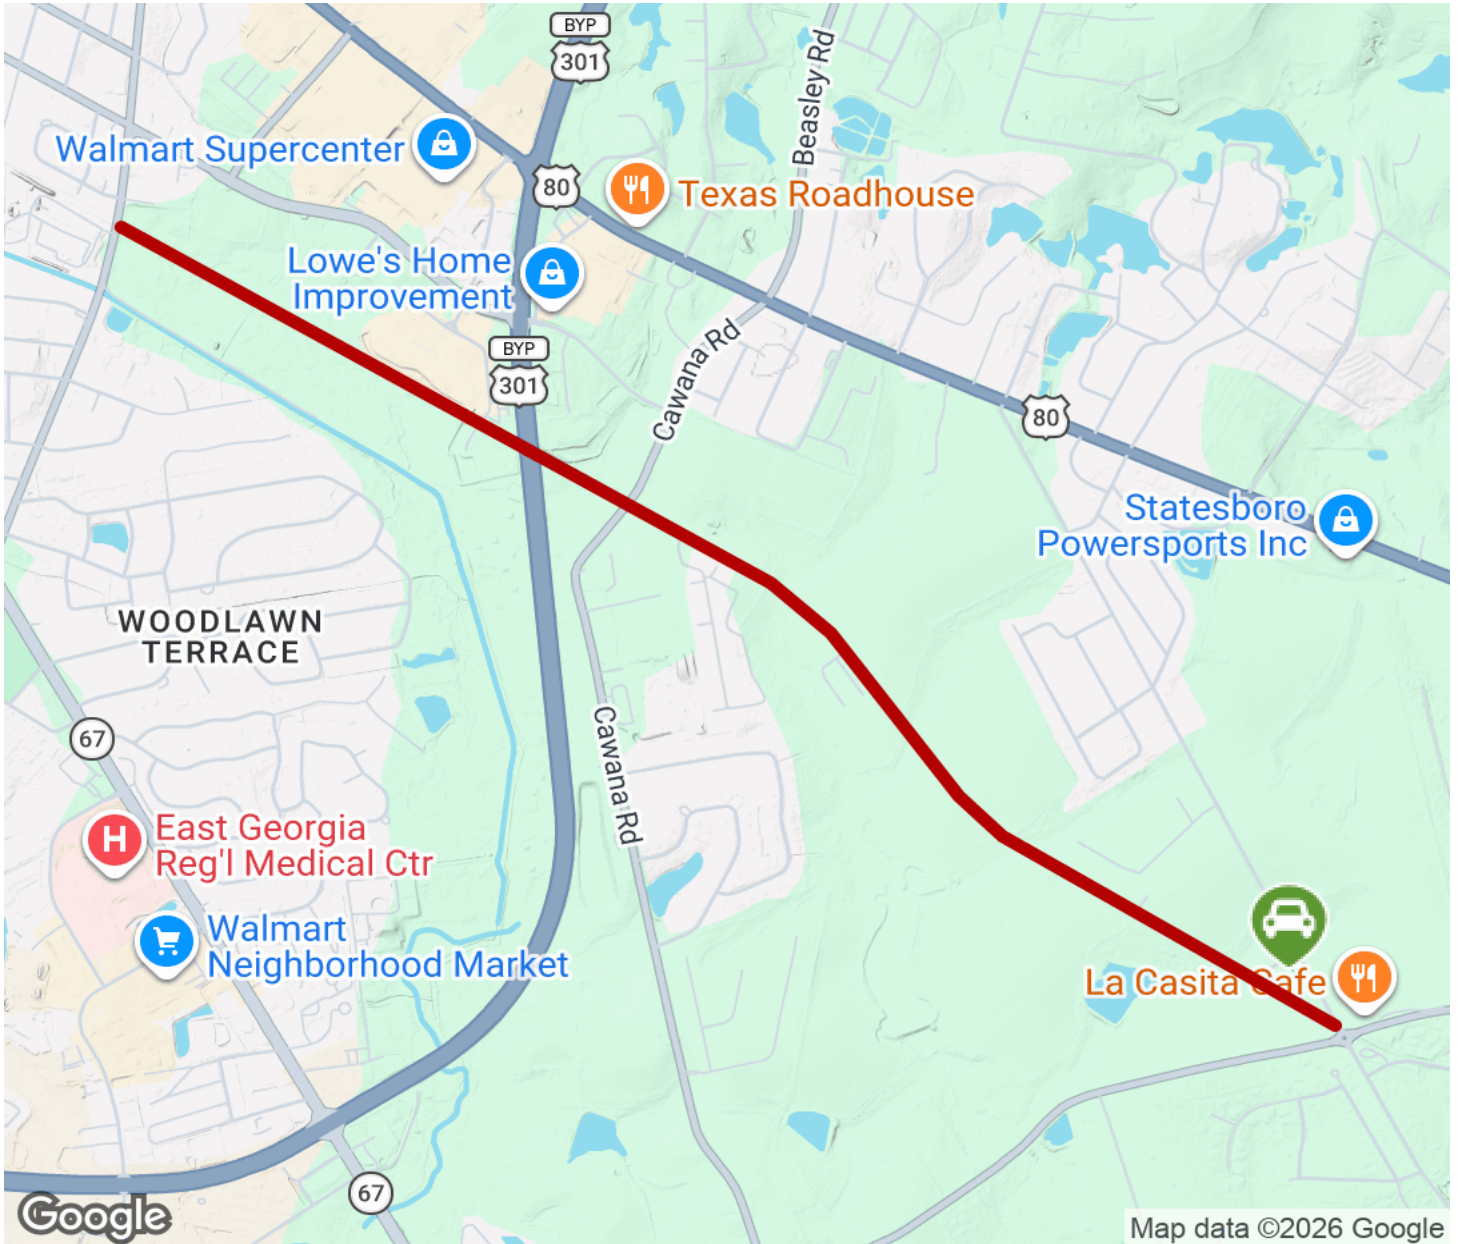 BYP
301
Beasley Rd
Walmart Supercenter
80
Texas Roadhouse
Lowe's Home
Improvement
BYP
301
Cawana Rd
80
Statesboro
Powersports Inc
WOODLAWN
TERRACE
67
Cawana Rd
H
East Georgia
Reg'l Medical Ctr
Walmart
Neighborhood Market
La Casita Cafe
67
Google
Map data ©2026 Google